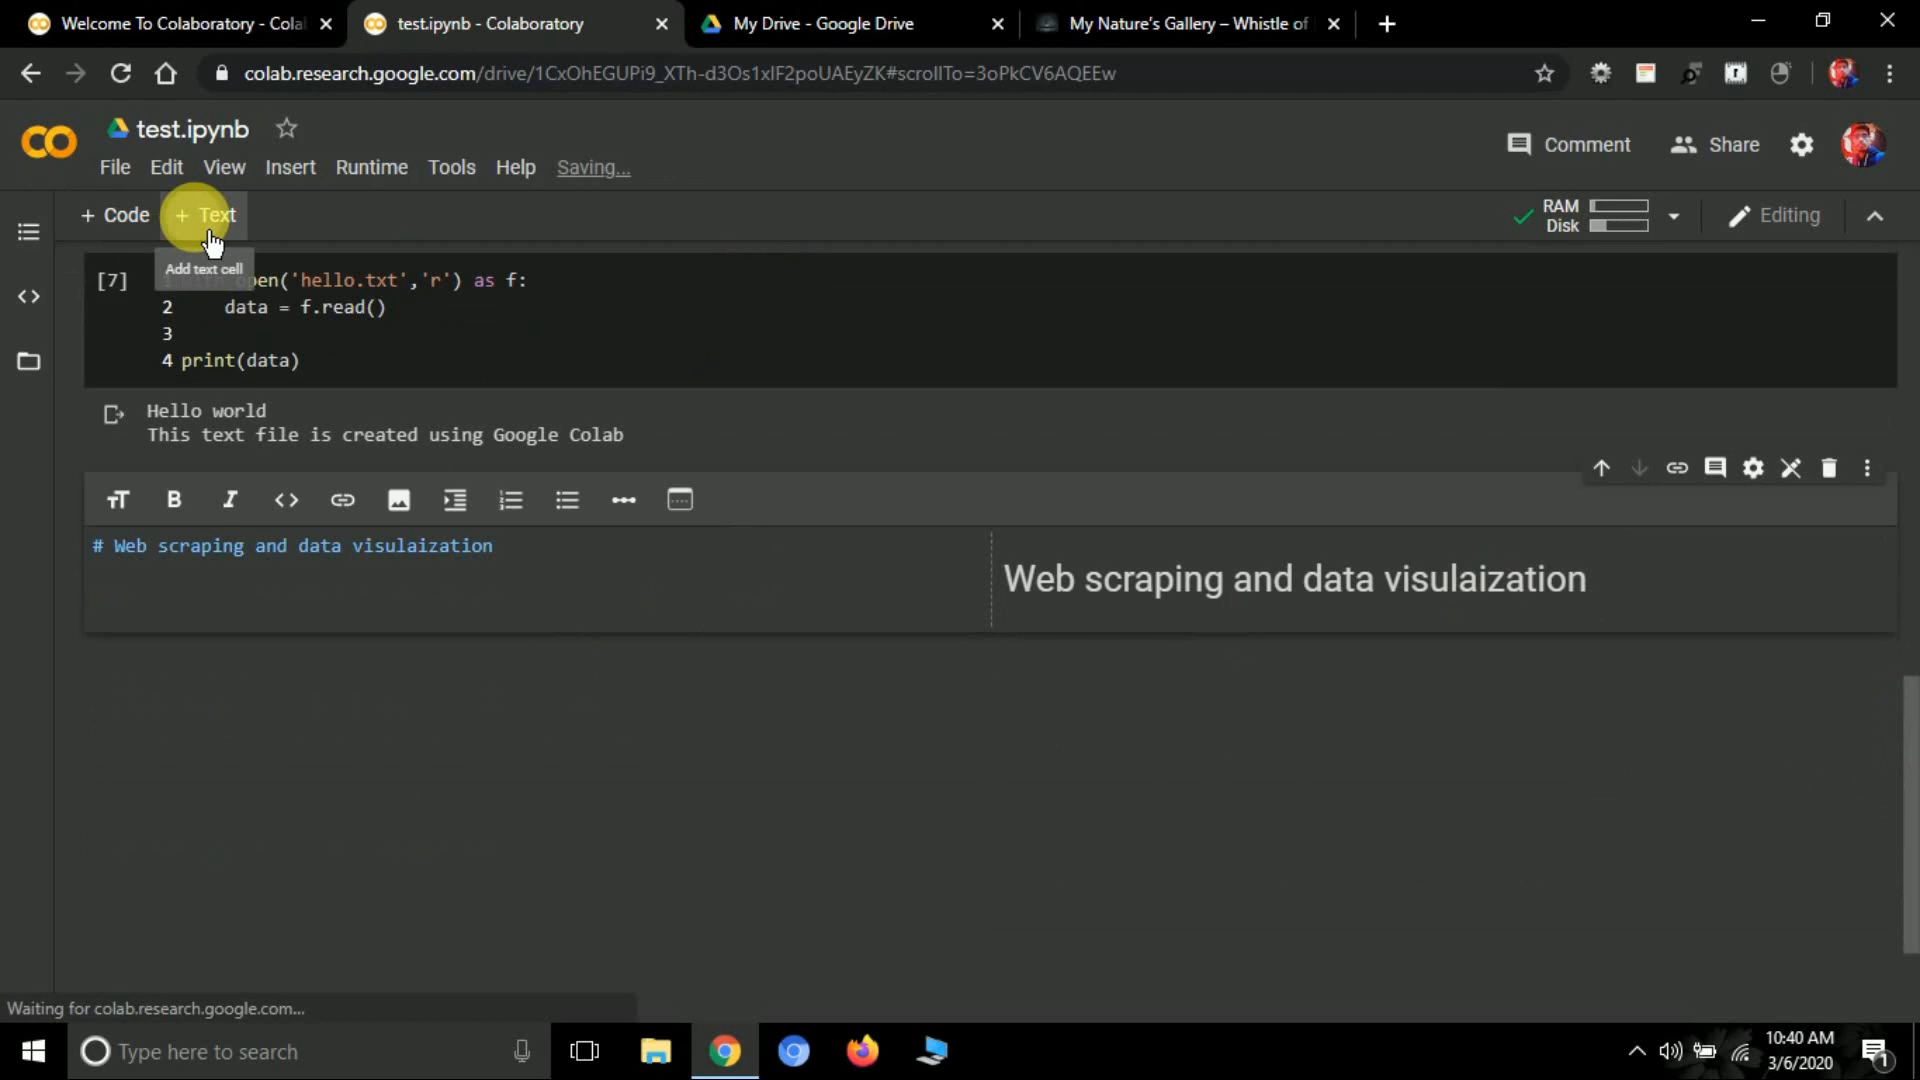 Welcome To Colaboratory - Cola
test.ipynb - Colaboratory
My Drive - Google Drive
My Nature's Gallery – Whistle of
colab.research.google.com/drive/1CxOhEGUPi9_XTh-d3Os1xIF2poUAEyZK#scrollTo=3oPkCV6AQEEw
test.ipynb
Comment
Share
File Edit View Insert Runtime Tools Help Saving...
+ Code + Text
RAM
Disk
Editing
Add text cell
[7] open('hello.txt','r') as f:
2 data = f.read()
3
4 print(data)
Hello world
This text file is created using Google Colab
# Web scraping and data visulaization
Web scraping and data visulaization
Waiting for colab.research.google.com...
Type here to search
10:40 AM
3/6/2020
1